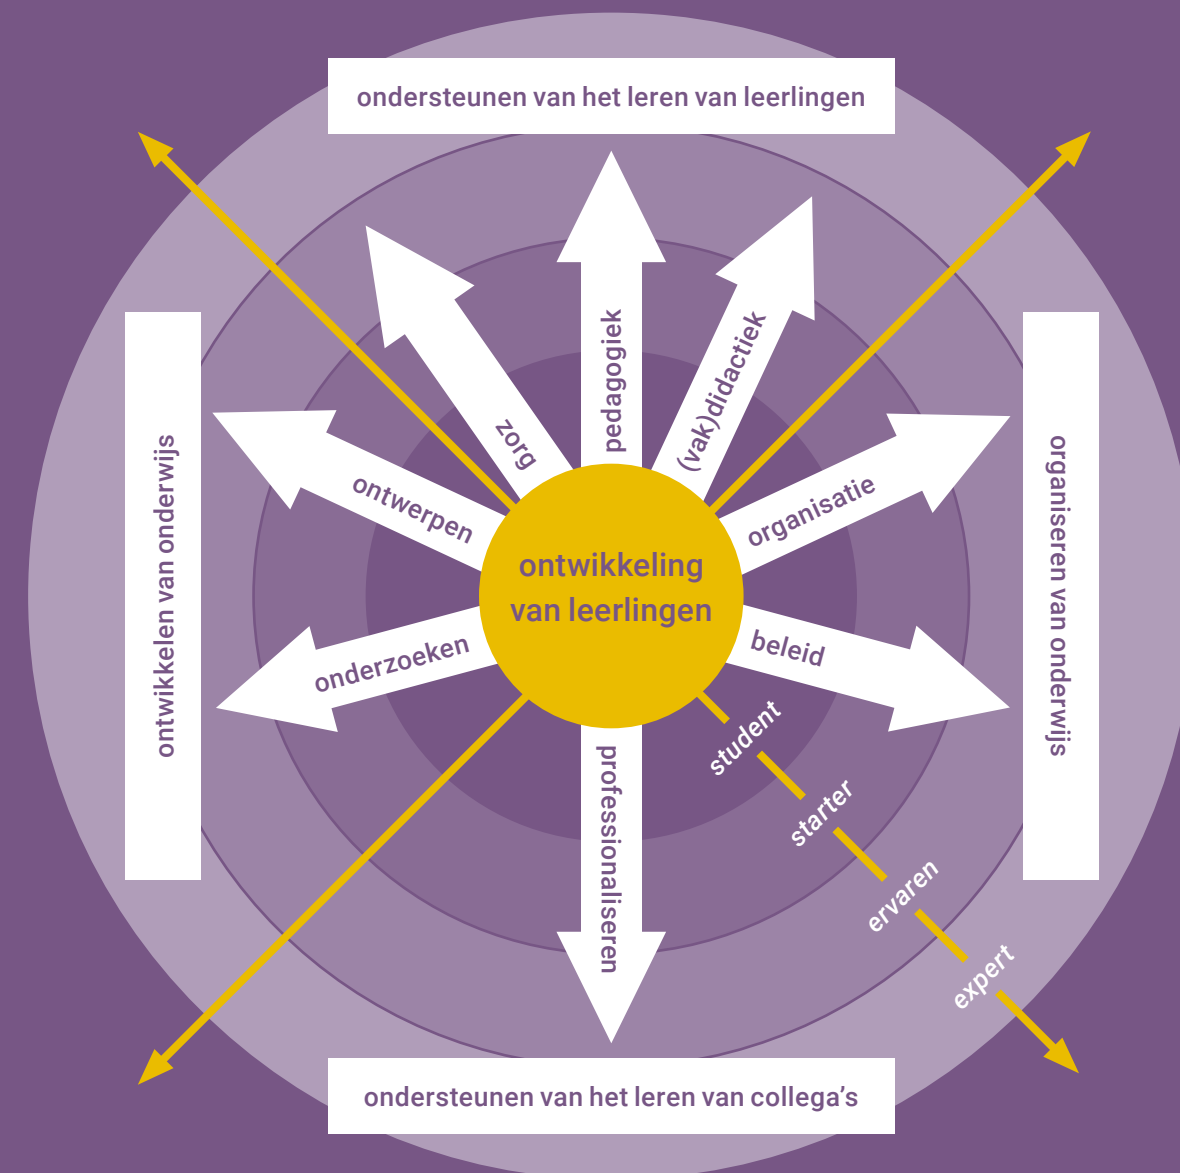 ondersteunen van het leren van leerlingen
pedagogiek
(vak)didactiek
zorg
ontwerpen
organisatie
ontwikkelen van onderwijs
organiseren van onderwijs
ontwikkeling
van leerlingen
onderzoeken
beleid
student
professionaliseren
starter
ervaren
expert
ondersteunen van het leren van collega’s